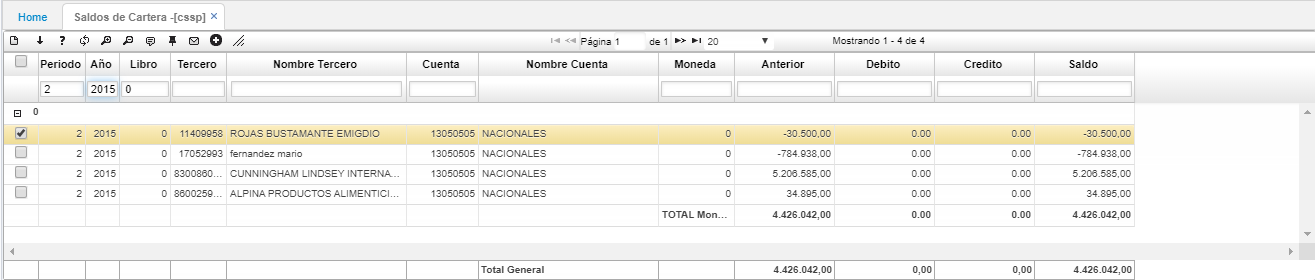 Home Saldos de Cartera -[cssp] ×
Página 1 de 1 20 Mostrando 1 - 4 de 4
Periodo Año Libro Tercero Nombre Tercero Cuenta Nombre Cuenta Moneda Anterior Debito Credito Saldo
2 2015 0
0
2 2015 0 11409958 ROJAS BUSTAMANTE EMIGDIO 13050505 NACIONALES 0 -30.500,00 0.00 0.00 -30.500,00
2 2015 0 17052993 fernandez mario 13050505 NACIONALES 0 -784.938,00 0.00 0.00 -784.938,00
2 2015 0 8300860... CUNNINGHAM LINDSEY INTERNA... 13050505 NACIONALES 0 5.206.585,00 0.00 0.00 5.206.585,00
2 2015 0 8600259... ALPINA PRODUCTOS ALIMENTICI... 13050505 NACIONALES 0 34.895,00 0.00 0.00 34.895,00
TOTAL Mon... 4.426.042,00 0.00 0.00 4.426.042,00
Total General 4.426.042,00 0,00 0,00 4.426.042,00